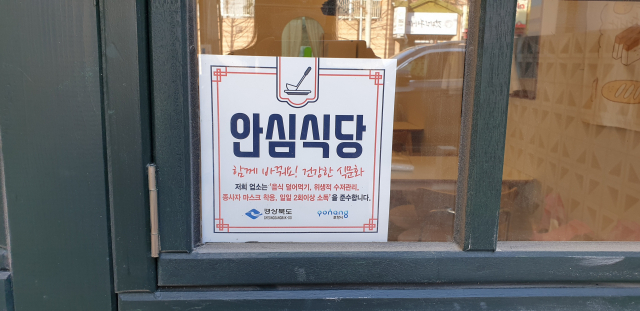 안심식당
함께 바꿔요! 건강한 식문화
저희 업소는 '음식 덜어먹기, 위생적 수저관리,
종사자 마스크 착용, 일일 2회이상 소독'을 준수합니다.
경상북도